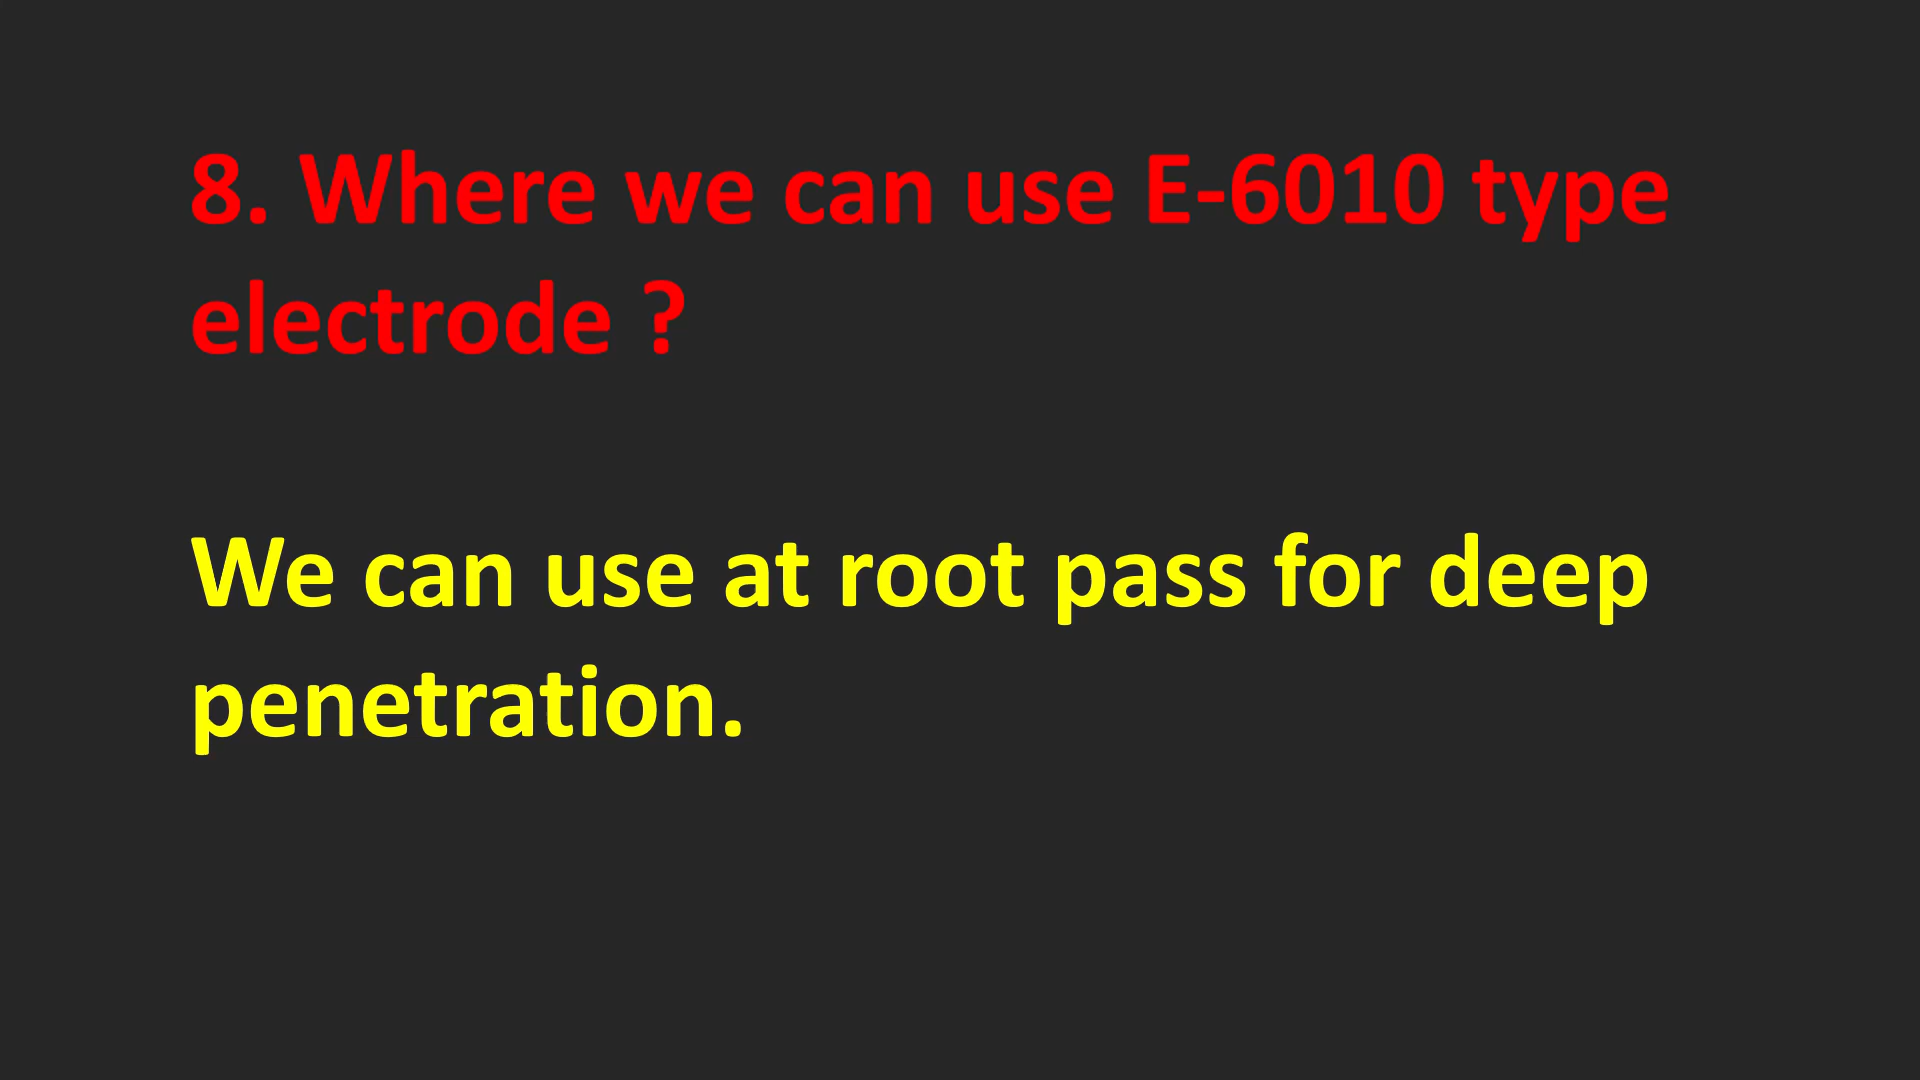 8. Where we can use E-6010 type
electrode ?
We can use at root pass for deep
penetration.